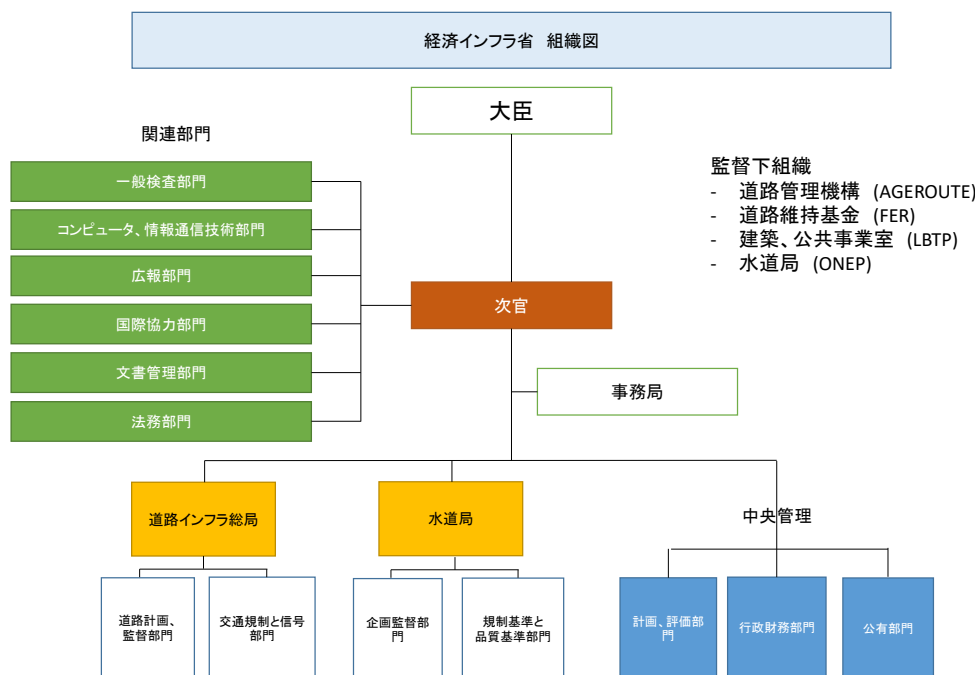 経済インフラ省 組織図
大臣
関連部門
一般検査部門
コンピュータ、情報通信技術部門
広報部門
国際協力部門
文書管理部門
法務部門
監督下組織
- 道路管理機構 (AGEROUTE)
- 道路維持基金 (FER)
- 建築、公共事業室 (LBTP)
- 水道局 (ONEP)
次官
事務局
道路インフラ総局
水道局
中央管理
道路計画、
監督部門
交通規制と信号
部門
企画監督部
門
規制基準と
品質基準部門
計画、評価部
門
行政財務部門
公有部門